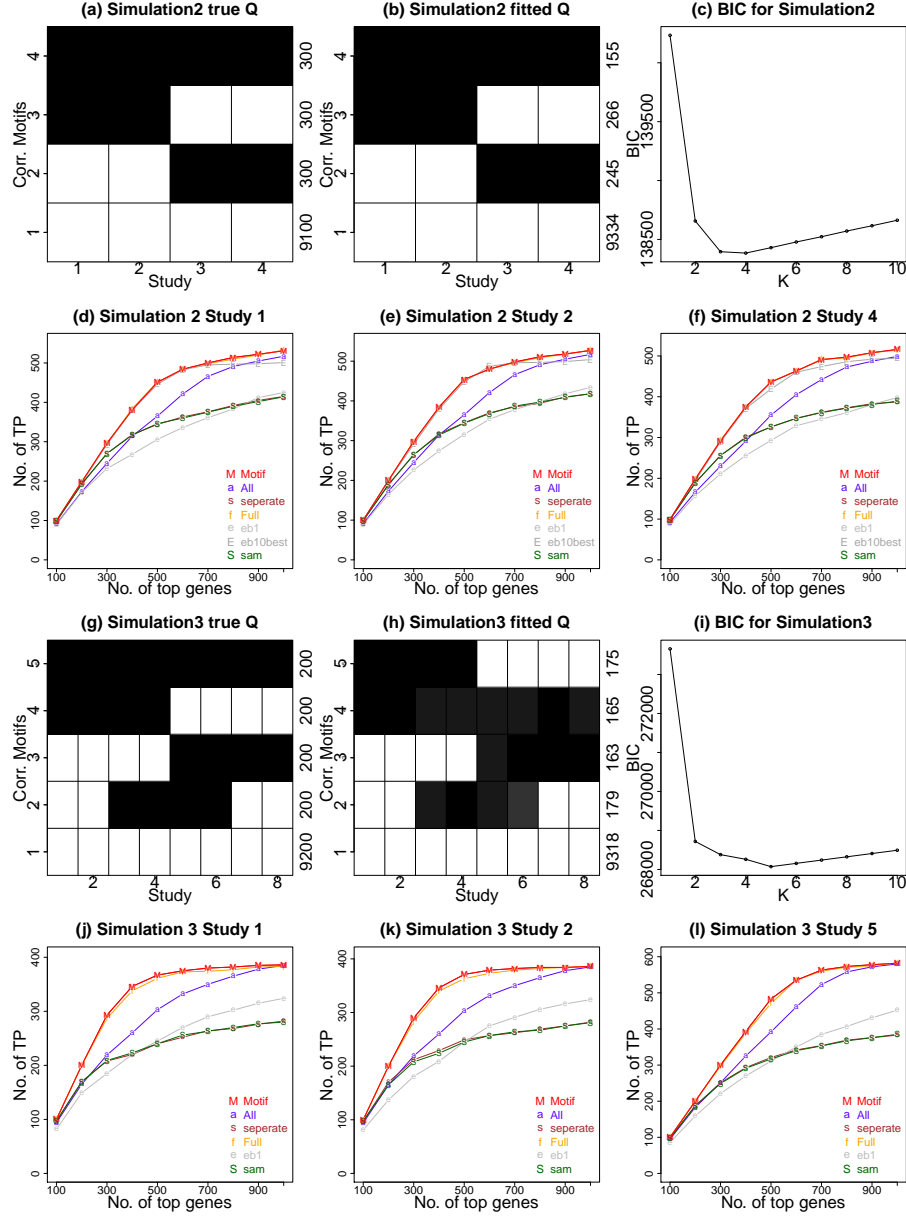 (a) Simulation2 true Q
Corr. Motifs
4
3
2
1
300
300
300
9100
1 2 3 4
Study
(b) Simulation2 fitted Q
Corr. Motifs
4
3
2
1
155
266
245
9334
1 2 3 4
Study
(c) BIC for Simulation2
BIC
139500
138500
2 4 6 8 10
K
(d) Simulation 2 Study 1
No. of TP
500
400
300
200
100
0
M Motif
a All
s seperate
f Full
e eb1
E eb10best
S sam
100 300 500 700 900
No. of top genes
(e) Simulation 2 Study 2
No. of TP
500
400
300
200
100
0
M Motif
a All
s seperate
f Full
e eb1
E eb10best
S sam
100 300 500 700 900
No. of top genes
(f) Simulation 2 Study 4
No. of TP
500
400
300
200
100
0
M Motif
a All
s seperate
f Full
e eb1
E eb10best
S sam
100 300 500 700 900
No. of top genes
(g) Simulation3 true Q
Corr. Motifs
5
4
3
2
1
200
200
200
200
9200
2 4 6 8
Study
(h) Simulation3 fitted Q
Corr. Motifs
5
4
3
2
1
175
165
163
179
9318
2 4 6 8
Study
(i) BIC for Simulation3
BIC
272000
270000
268000
2 4 6 8 10
K
(j) Simulation 3 Study 1
No. of TP
400
300
200
100
0
M Motif
a All
s seperate
f Full
e eb1
S sam
100 300 500 700 900
No. of top genes
(k) Simulation 3 Study 2
No. of TP
400
300
200
100
0
M Motif
a All
s seperate
f Full
e eb1
S sam
100 300 500 700 900
No. of top genes
(l) Simulation 3 Study 5
No. of TP
600
500
400
300
200
100
0
M Motif
a All
s seperate
f Full
e eb1
S sam
100 300 500 700 900
No. of top genes